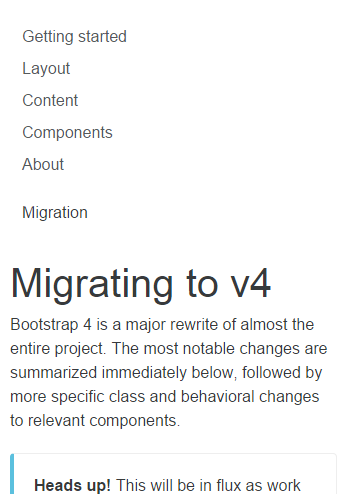 Getting started
Layout
Content
Components
About
Migration
Migrating to v4
Bootstrap 4 is a major rewrite of almost the
entire project. The most notable changes are
summarized immediately below, followed by
more specific class and behavioral changes
to relevant components.
Heads up! This will be in flux as work